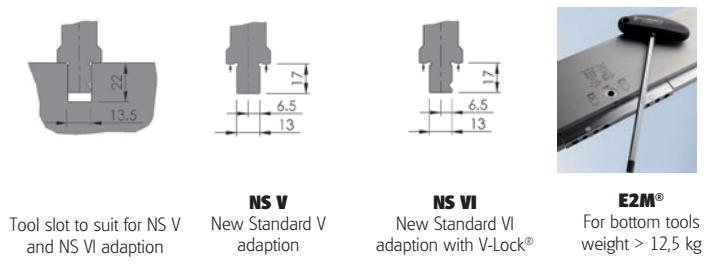 22
13.5
17
6.5
13
17
6.5
13
Tool slot to suit for NS V
and NS VI adaption
NS V
New Standard V
adaption
NS VI
New Standard VI
adaption with V-Lock®
E2M®
For bottom tools
weight > 12,5 kg